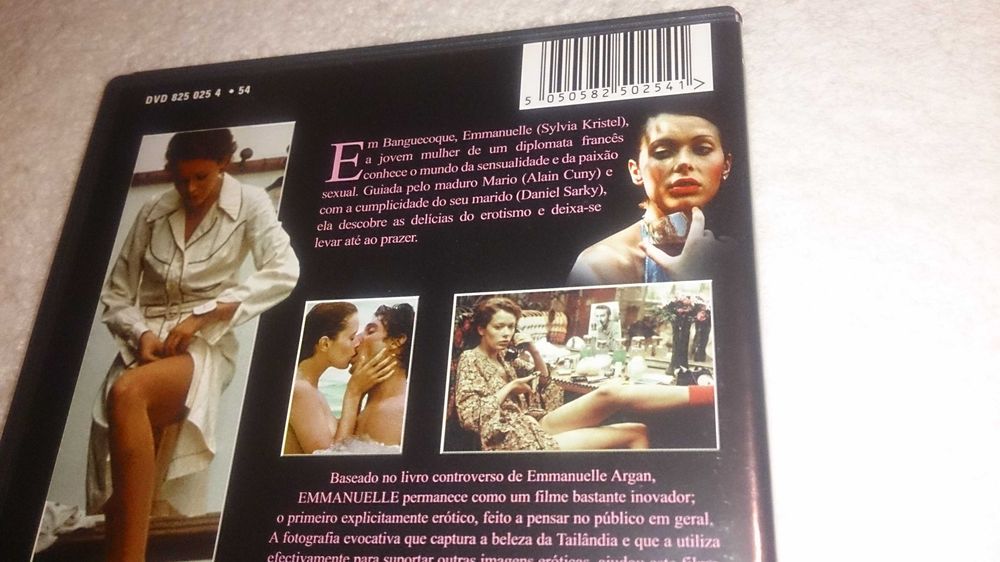 DVD 825 025 4 • 54
5 050582 502541 >
Em Banguecoque, Emmanuelle (Sylvia Kristel),
a jovem mulher de um diplomata francês
conhece o mundo da sensualidade e da paixão
sexual. Guiada pelo maduro Mario (Alain Cuny) e
com a cumplicidade do seu marido (Daniel Sarky),
ela descobre as delícias do erotismo e deixa-se
levar até ao prazer.
Baseado no livro controverso de Emmanuelle Argan,
EMMANUELLE permanece como um filme bastante inovador;
o primeiro explicitamente erótico, feito a pensar no público em geral.
A fotografia evocativa que captura a beleza da Tailândia e que a utiliza
efectivamente para suportar outras imagens eróticas, ajudou este filme